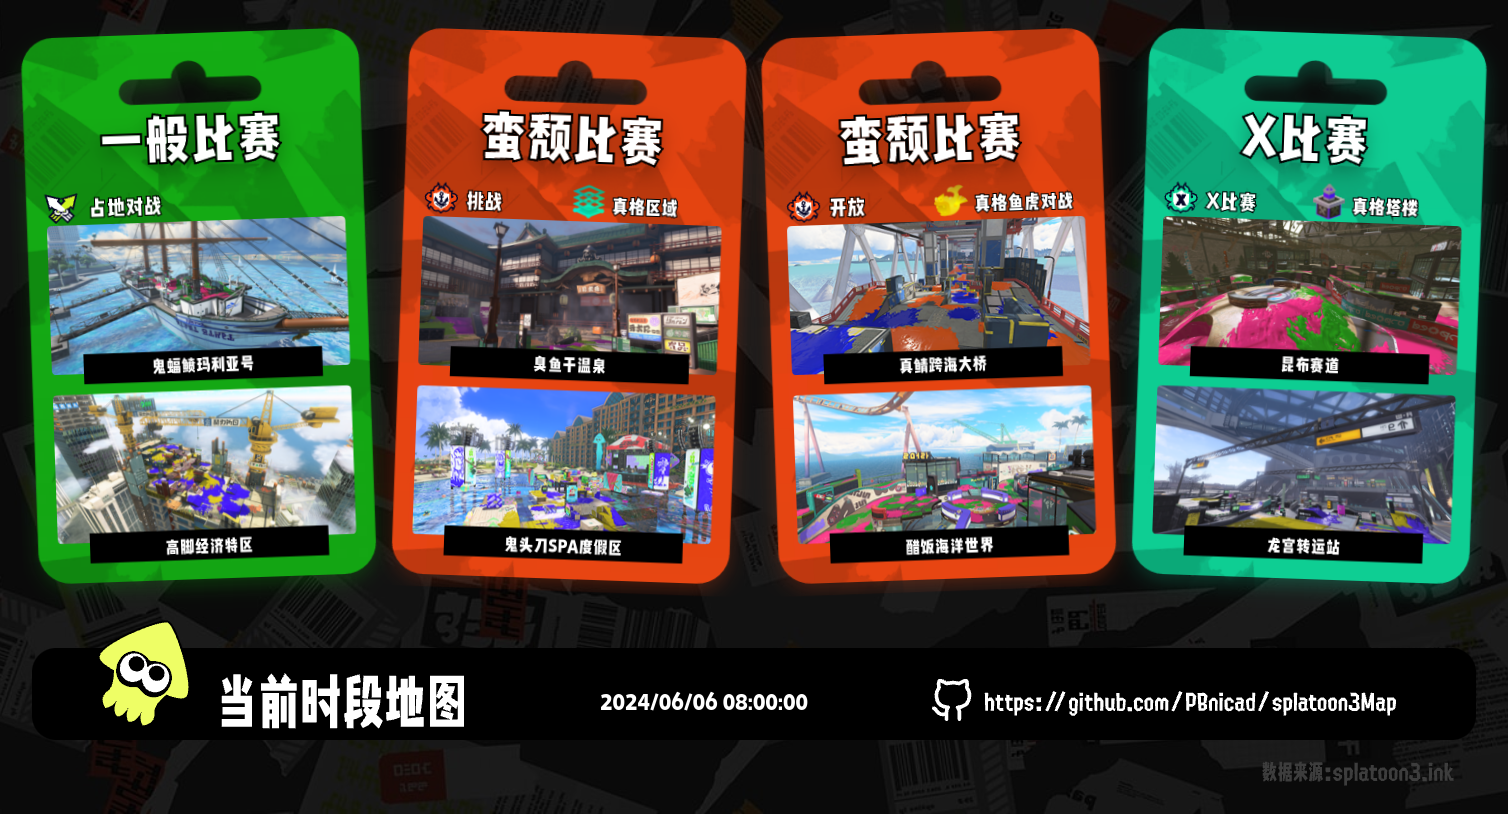 一般比赛
占地对战
鬼蝠鲼玛利亚号
高脚经济特区
蛮颓比赛
挑战
真格区域
臭鱼干温泉
鬼头刀SPA度假区
蛮颓比赛
开放
真格鱼虎对战
真鲭跨海大桥
醋饭海洋世界
X比赛
X比赛
真格塔楼
昆布赛道
龙宫转运站
当前时段地图
2024/06/06 08:00:00
https://github.com/PBnicad/splatoon3Map
数据来源:splatoon3.ink